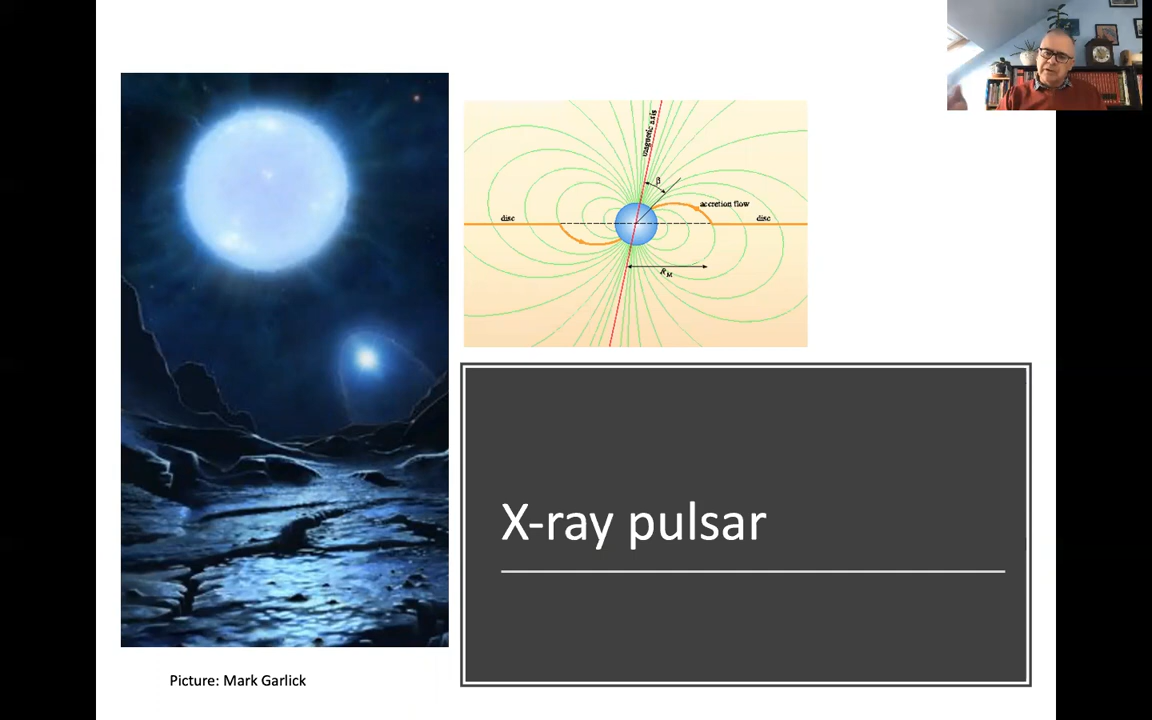 magnetic axis
β
accretion flow
disc
disc
R_M
X-ray pulsar
Picture: Mark Garlick